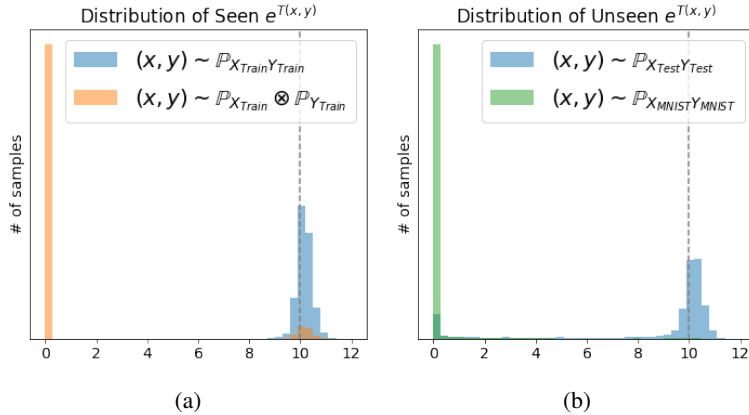 Distribution of Seen e^{T(x, y)}
(x, y) ~ ℙ_{X_{Train}Y_{Train}}
(x, y) ~ ℙ_{X_{Train}} ⊗ ℙ_{Y_{Train}}
# of samples
0 2 4 6 8 10 12
(a)
Distribution of Unseen e^{T(x, y)}
(x, y) ~ ℙ_{X_{Test}Y_{Test}}
(x, y) ~ ℙ_{X_{MNIST}Y_{MNIST}}
# of samples
0 2 4 6 8 10 12
(b)